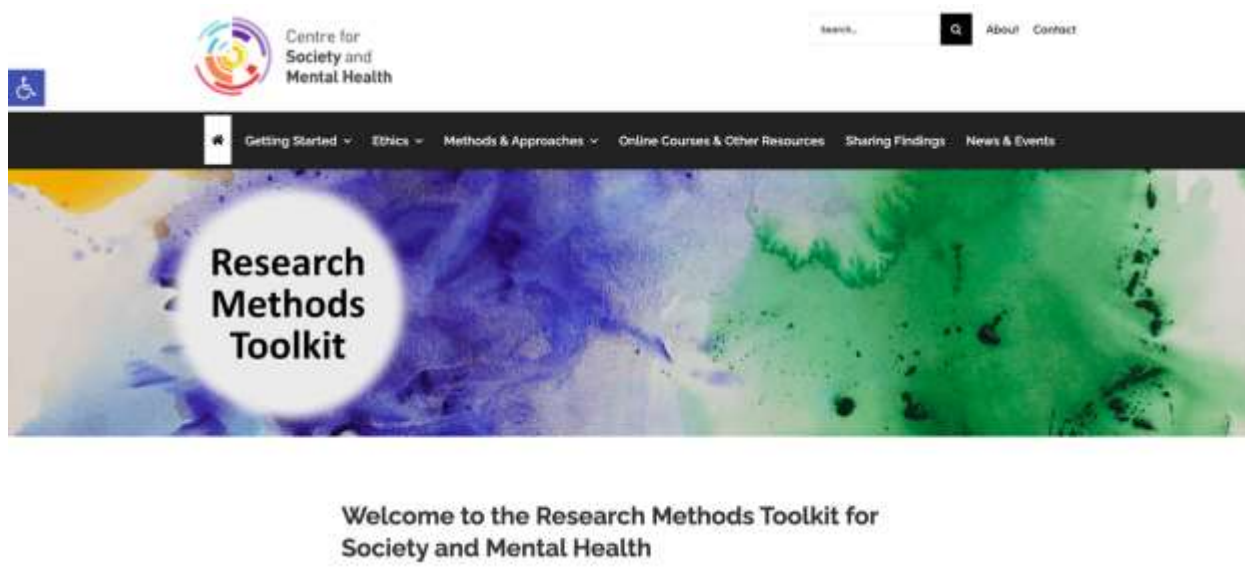 Centre for
Society and
Mental Health
Search...
About Contact
Getting Started Ethics Methods & Approaches Online Courses & Other Resources Sharing Findings News & Events
Research
Methods
Toolkit
Welcome to the Research Methods Toolkit for
Society and Mental Health